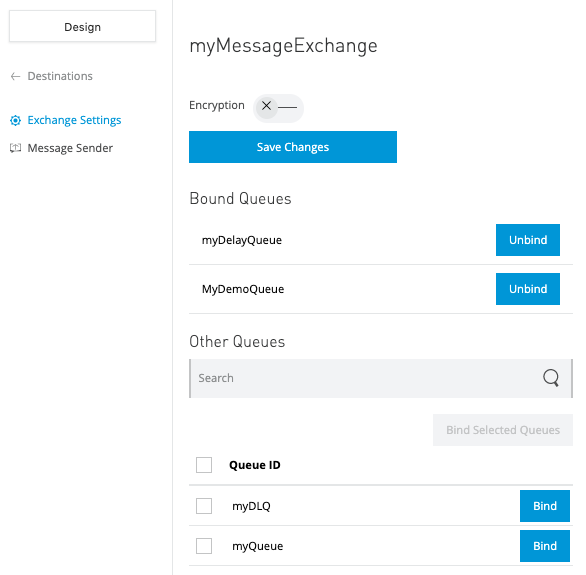 Design
Destinations
Exchange Settings
Message Sender
myMessageExchange
Encryption
Save Changes
Bound Queues
myDelayQueue Unbind
MyDemoQueue Unbind
Other Queues
Search
Bind Selected Queues
Queue ID
myDLQ Bind
myQueue Bind